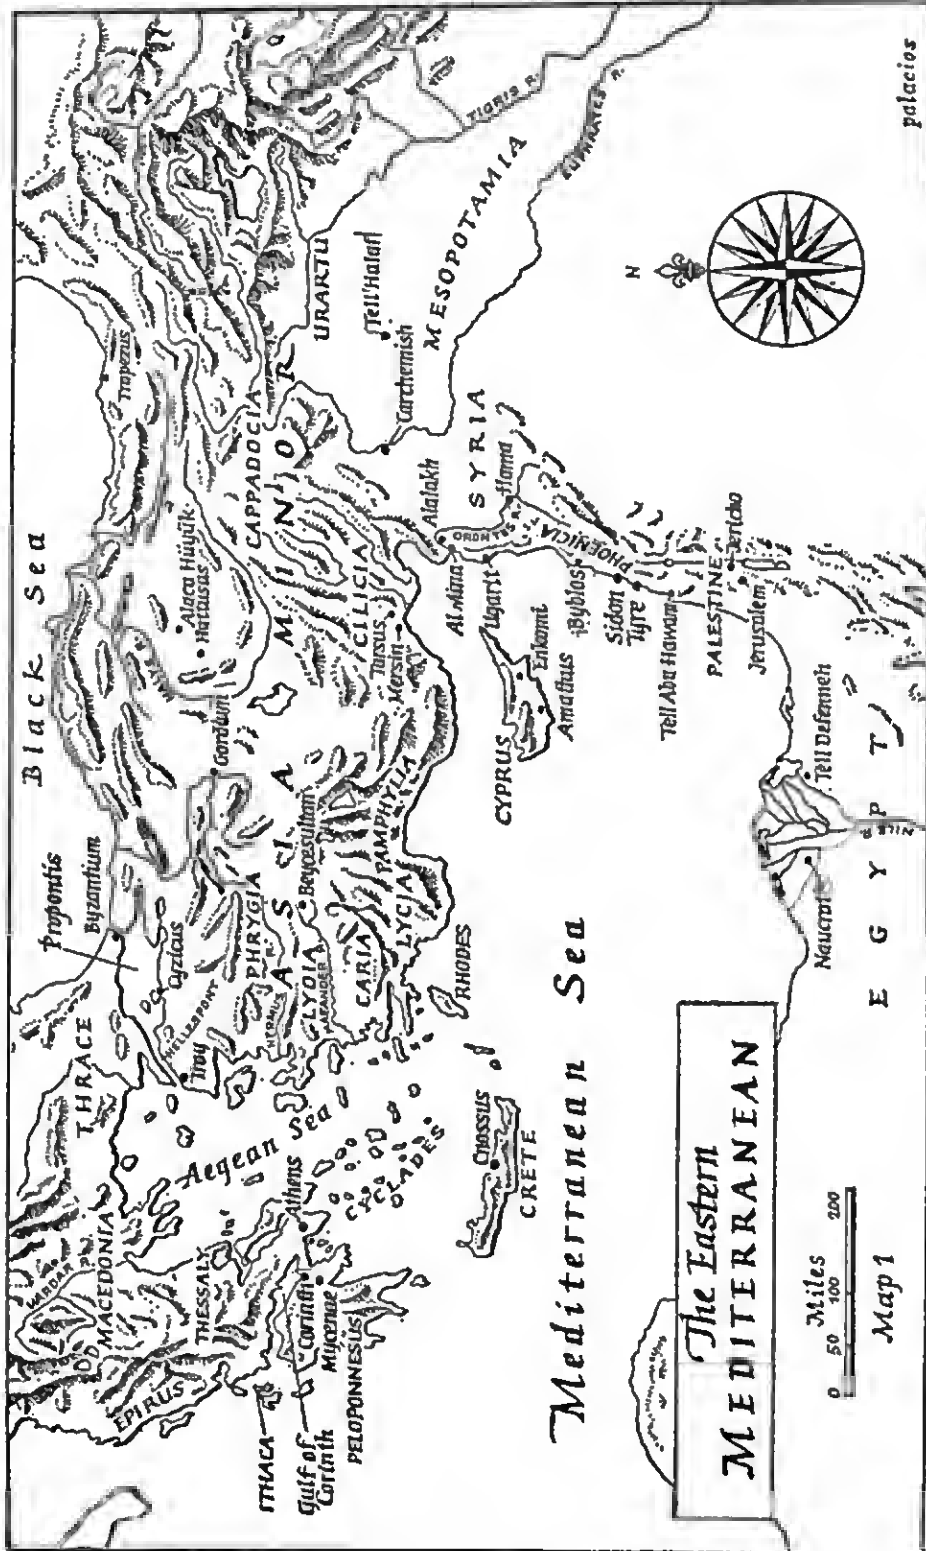 Black Sea
Propontis
Byzantium
THRACE
Cyzicus
HELLESPONT
Troy
VARDAR R.
MACEDONIA
THESSALY
EPIRUS
ITHACA
Gulf of
Corinth
Corinth
Mycenae
PELOPONNESUS
Athens
Aegean Sea
CYCLADES
Cnossus
CRETE
RHODES
PHRYGIA
HERMUS R.
LYDIA
MAEANDER R.
CARIA
LYCIA
PAMPHYLIA
Beycesultan
Gordium
HALYS R.
Alaca Hüyük
Hattusas
Trapezus
ASIA MINOR
CAPPADOCIA
CILICIA
Tarsus
Mersin
URARTU
Tell Halaf
Carchemish
MESOPOTAMIA
TIGRIS R.
EUPHRATES R.
SYRIA
Alalakh
Al Mina
ORONTES R.
Hama
Ugarit
CYPRUS
Enkomi
Amathus
PHOENICIA
Byblos
Sidon
Tyre
Tell Abu Hawam
PALESTINE
Jericho
Jerusalem
Tell Defenneh
Naucratis
NILE R.
EGYPT
Mediterranean Sea
N
The Eastern
MEDITERRANEAN
Miles
0 50 100 200
Map 1
palacios